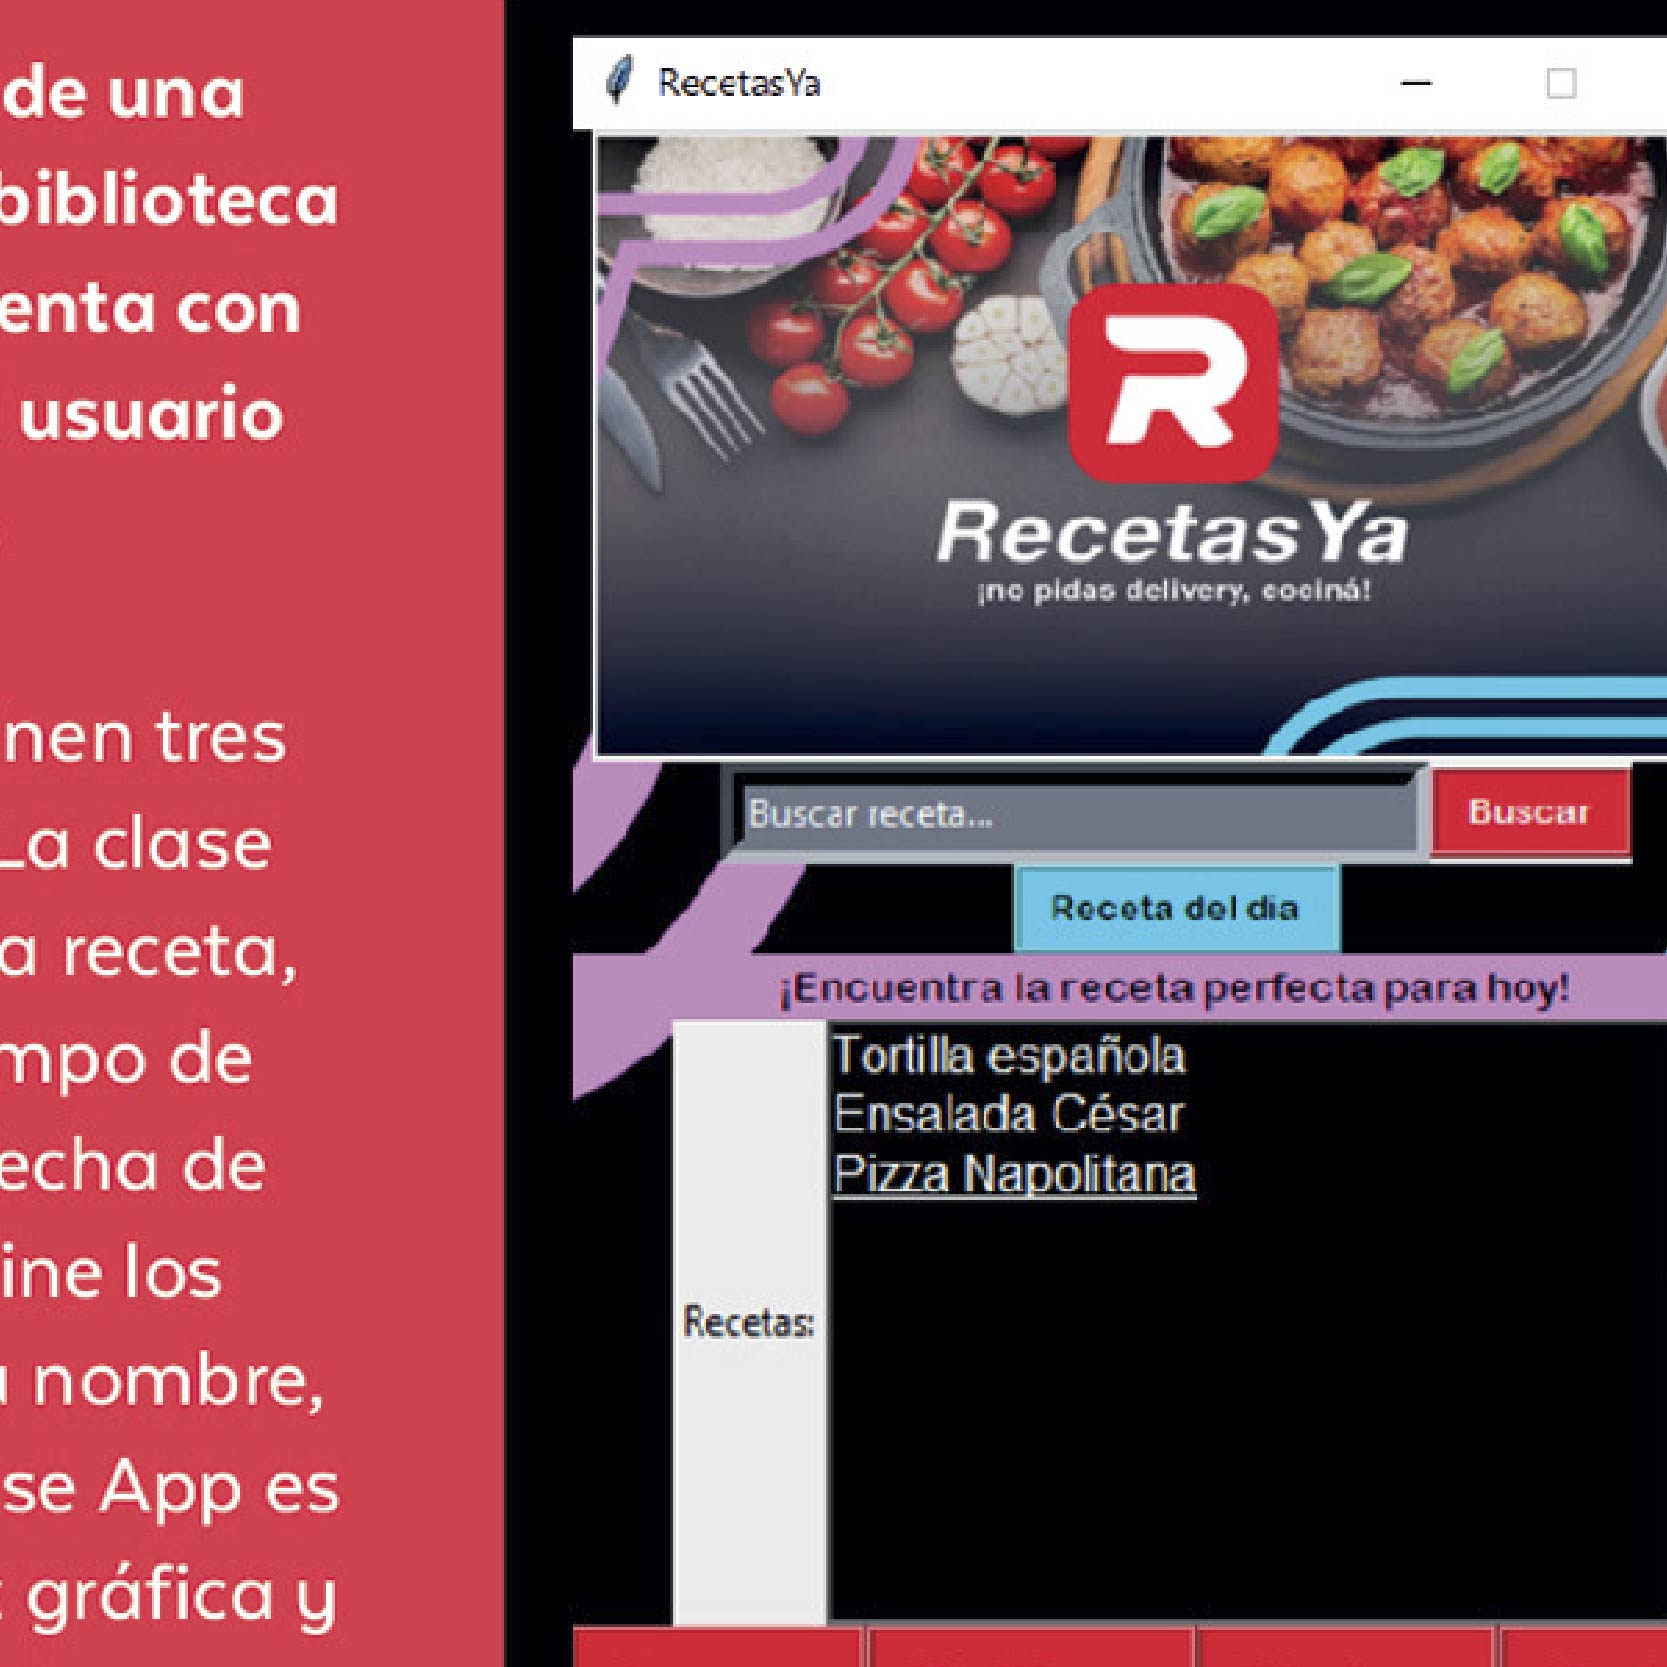 de una
biblioteca
enta con
usuario
nen tres
La clase
a receta,
mpo de
echa de
ine los
nombre,
se App es
gráfica y
RecetasYa
R
RecetasYa
¡no pidas delivery, cociná!
Buscar receta...
Buscar
Receta del dia
¡Encuentra la receta perfecta para hoy!
Recetas:
Tortilla española
Ensalada César
Pizza Napolitana